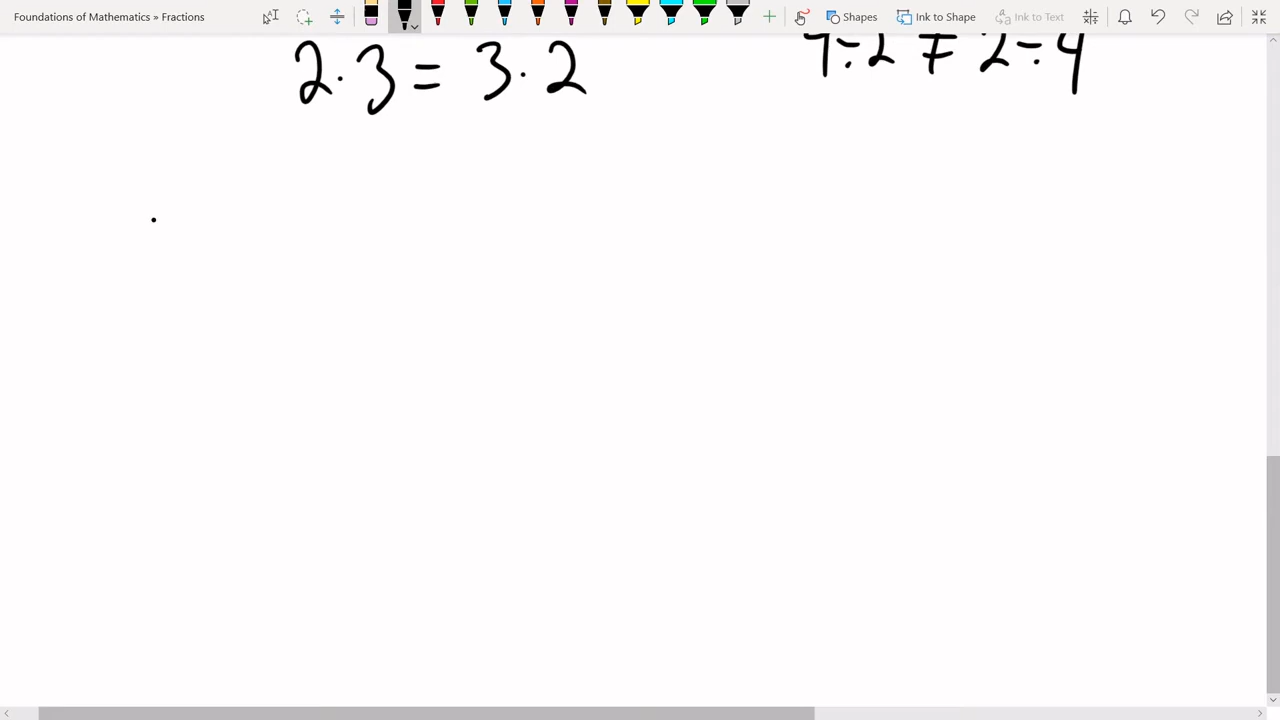 Foundations of Mathematics » Fractions
Shapes
Ink to Shape
Ink to Text
2·3 = 3·2
4÷2 ≠ 2÷4